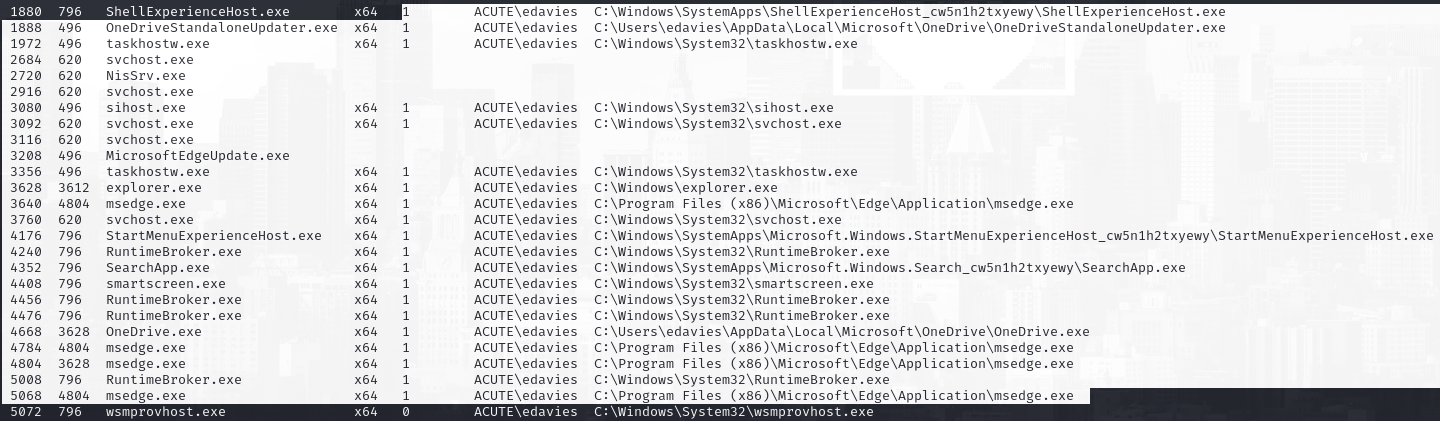 1880  796   ShellExperienceHost.exe        x64   1        ACUTE\edavies  C:\Windows\SystemApps\ShellExperienceHost_cw5n1h2txyewy\ShellExperienceHost.exe
1888  496   OneDriveStandaloneUpdater.exe  x64   1        ACUTE\edavies  C:\Users\edavies\AppData\Local\Microsoft\OneDrive\OneDriveStandaloneUpdater.exe
1972  496   taskhostw.exe                  x64   1        ACUTE\edavies  C:\Windows\System32\taskhostw.exe
2684  620   svchost.exe
2720  620   NisSrv.exe
2916  620   svchost.exe
3080  496   sihost.exe                     x64   1        ACUTE\edavies  C:\Windows\System32\sihost.exe
3092  620   svchost.exe                    x64   1        ACUTE\edavies  C:\Windows\System32\svchost.exe
3116  620   svchost.exe
3208  496   MicrosoftEdgeUpdate.exe
3356  496   taskhostw.exe                  x64   1        ACUTE\edavies  C:\Windows\System32\taskhostw.exe
3628  3612  explorer.exe                   x64   1        ACUTE\edavies  C:\Windows\explorer.exe
3640  4804  msedge.exe                     x64   1        ACUTE\edavies  C:\Program Files (x86)\Microsoft\Edge\Application\msedge.exe
3760  620   svchost.exe                    x64   1        ACUTE\edavies  C:\Windows\System32\svchost.exe
4176  796   StartMenuExperienceHost.exe    x64   1        ACUTE\edavies  C:\Windows\SystemApps\Microsoft.Windows.StartMenuExperienceHost_cw5n1h2txyewy\StartMenuExperienceHost.exe
4240  796   RuntimeBroker.exe              x64   1        ACUTE\edavies  C:\Windows\System32\RuntimeBroker.exe
4352  796   SearchApp.exe                  x64   1        ACUTE\edavies  C:\Windows\SystemApps\Microsoft.Windows.Search_cw5n1h2txyewy\SearchApp.exe
4408  796   smartscreen.exe                x64   1        ACUTE\edavies  C:\Windows\System32\smartscreen.exe
4456  796   RuntimeBroker.exe              x64   1        ACUTE\edavies  C:\Windows\System32\RuntimeBroker.exe
4476  796   RuntimeBroker.exe              x64   1        ACUTE\edavies  C:\Windows\System32\RuntimeBroker.exe
4668  3628  OneDrive.exe                   x64   1        ACUTE\edavies  C:\Users\edavies\AppData\Local\Microsoft\OneDrive\OneDrive.exe
4784  4804  msedge.exe                     x64   1        ACUTE\edavies  C:\Program Files (x86)\Microsoft\Edge\Application\msedge.exe
4804  3628  msedge.exe                     x64   1        ACUTE\edavies  C:\Program Files (x86)\Microsoft\Edge\Application\msedge.exe
5008  796   RuntimeBroker.exe              x64   1        ACUTE\edavies  C:\Windows\System32\RuntimeBroker.exe
5068  4804  msedge.exe                     x64   1        ACUTE\edavies  C:\Program Files (x86)\Microsoft\Edge\Application\msedge.exe
5072  796   wsmprovhost.exe                x64   0        ACUTE\edavies  C:\Windows\System32\wsmprovhost.exe